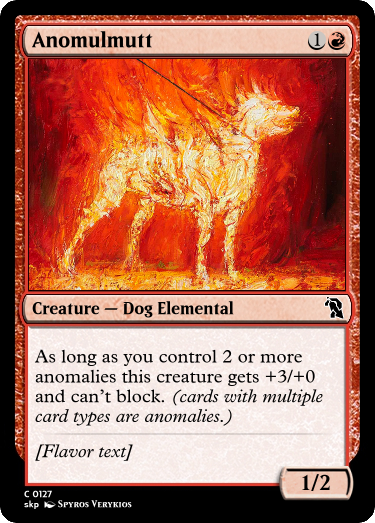 Anomulmutt 1
Creature — Dog Elemental
As long as you control 2 or more
anomalies this creature gets +3/+0
and can't block. (cards with multiple
card types are anomalies.)
[Flavor text]
1/2
C 0127
skp Spyros Verykios